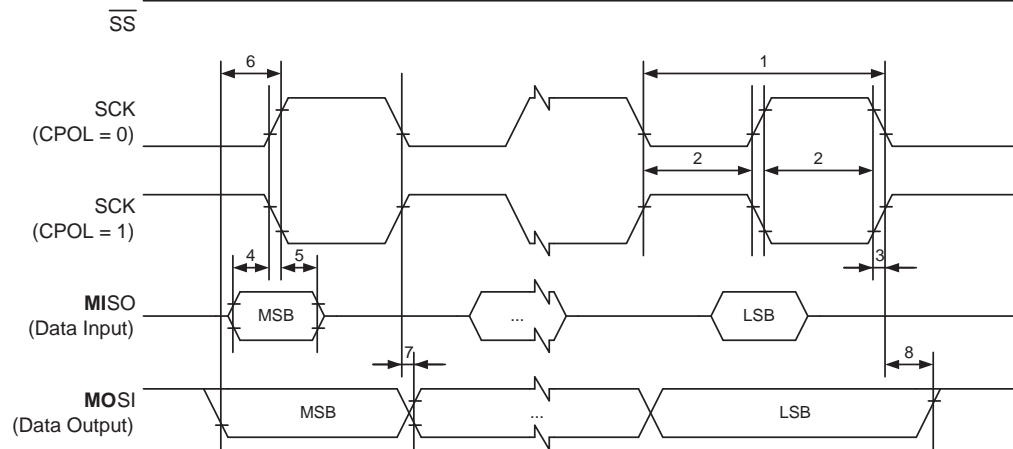 SS
6
1
SCK
(CPOL = 0)
2
2
SCK
(CPOL = 1)
4
5
3
MISO
(Data Input)
MSB
...
LSB
7
8
MOSI
(Data Output)
MSB
...
LSB